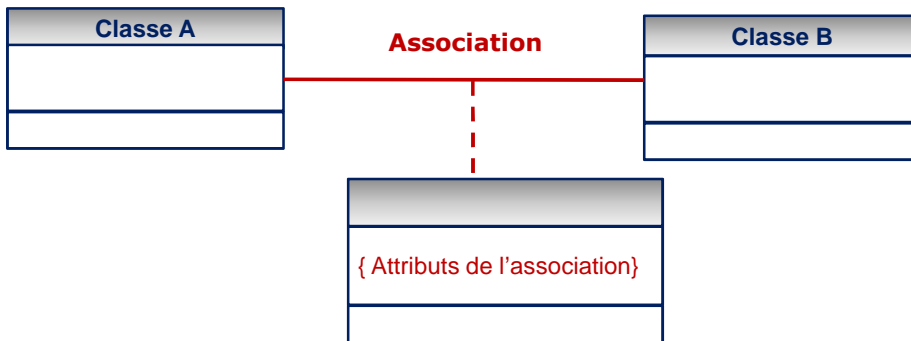 Classe A
Association
Classe B
{ Attributs de l’association}